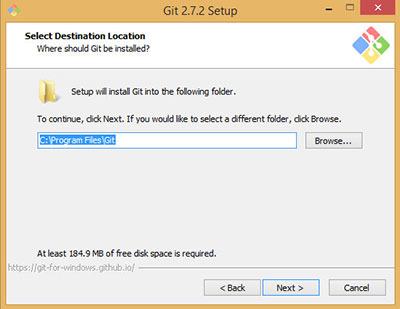 Git 2.7.2 Setup
Select Destination Location
Where should Git be installed?
Setup will install Git into the following folder.
To continue, click Next. If you would like to select a different folder, click Browse.
C:\Program Files\Git
Browse...
At least 184.9 MB of free disk space is required.
https://git-for-windows.github.io/
< Back
Next >
Cancel